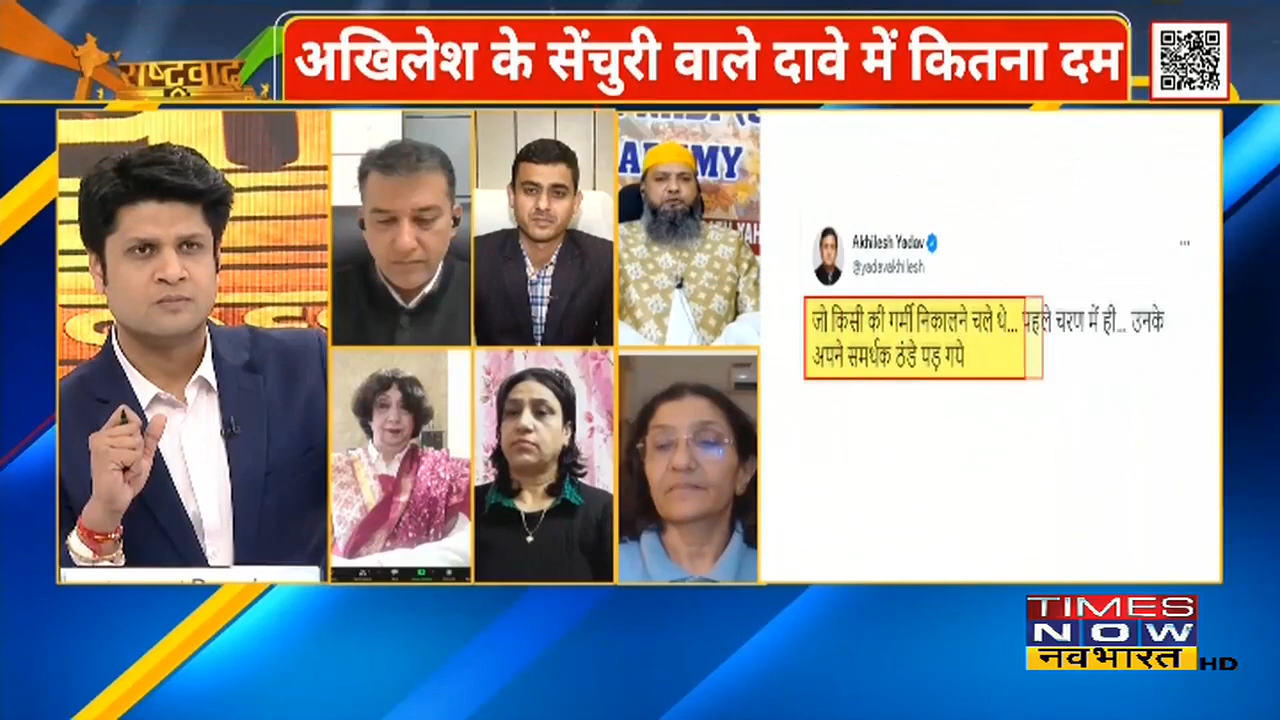 राष्ट्रवाद
अखिलेश के सेंचुरी वाले दावे में कितना दम
Akhilesh Yadav
@yadavakhilesh
जो किसी की गर्मी निकालने चले थे... पहले चरण में ही... उनके
अपने समर्थक ठंडे पड़ गये
TIMES
NOW
नवभारत HD